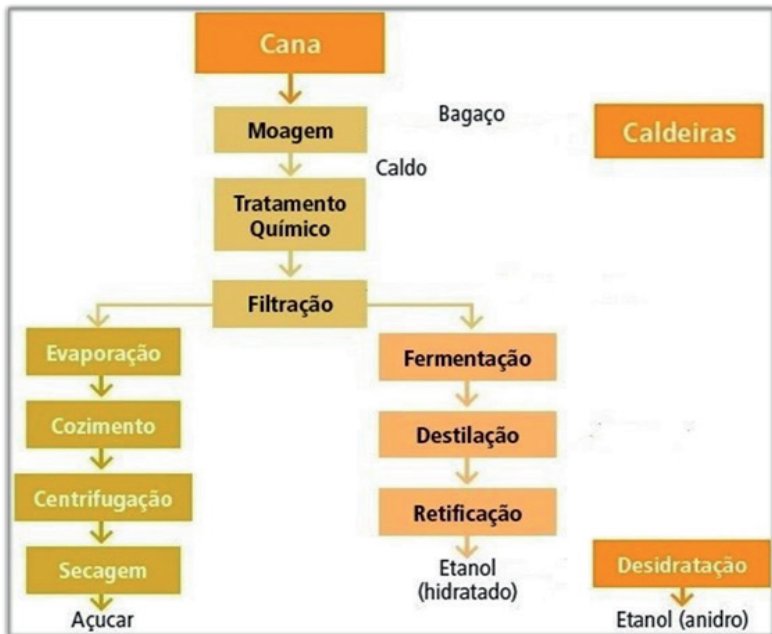 Cana
Moagem
Bagaço
Caldeiras
Caldo
Tratamento
Químico
Filtração
Evaporação
Cozimento
Centrifugação
Secagem
Açucar
Fermentação
Destilação
Retificação
Etanol
(hidratado)
Desidratação
Etanol (anidro)